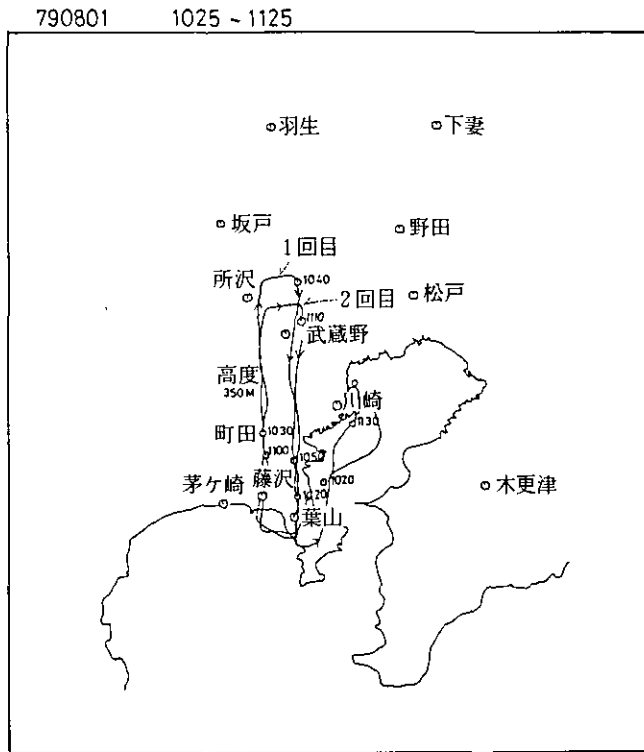 790801 1025 ~ 1125
羽生
下妻
坂戸
野田
1回目
所沢
1040
2回目
松戸
1110
武蔵野
高度
350M
川崎
町田
1030
1130
1100
1050
茅ケ崎
藤沢
1020
木更津
1120
葉山